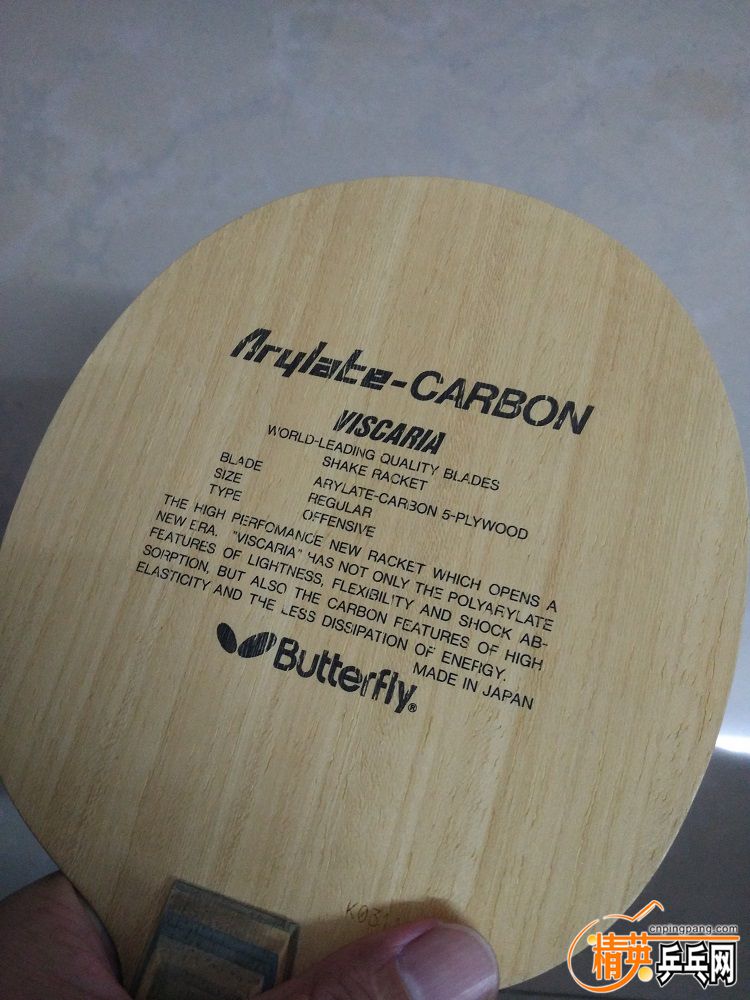 Arylate-CARBON
VISCARIA
WORLD-LEADING QUALITY BLADES
SHAKE RACKET
BLADE ARYLATE-CARBON 5-PLYWOOD
SIZE REGULAR
TYPE OFFENSIVE
THE HIGH PERFOMANCE NEW RACKET WHICH OPENS A
NEW ERA. "VISCARIA" HAS NOT ONLY THE POLYARYLATE
FEATURES OF LIGHTNESS, FLEXIBILITY AND SHOCK AB-
SORPTION, BUT ALSO THE CARBON FEATURES OF HIGH
ELASTICITY AND THE LESS DISSIPATION OF ENERGY.
MADE IN JAPAN
Butterfly®
cnpingpang.com
精英乒乓网